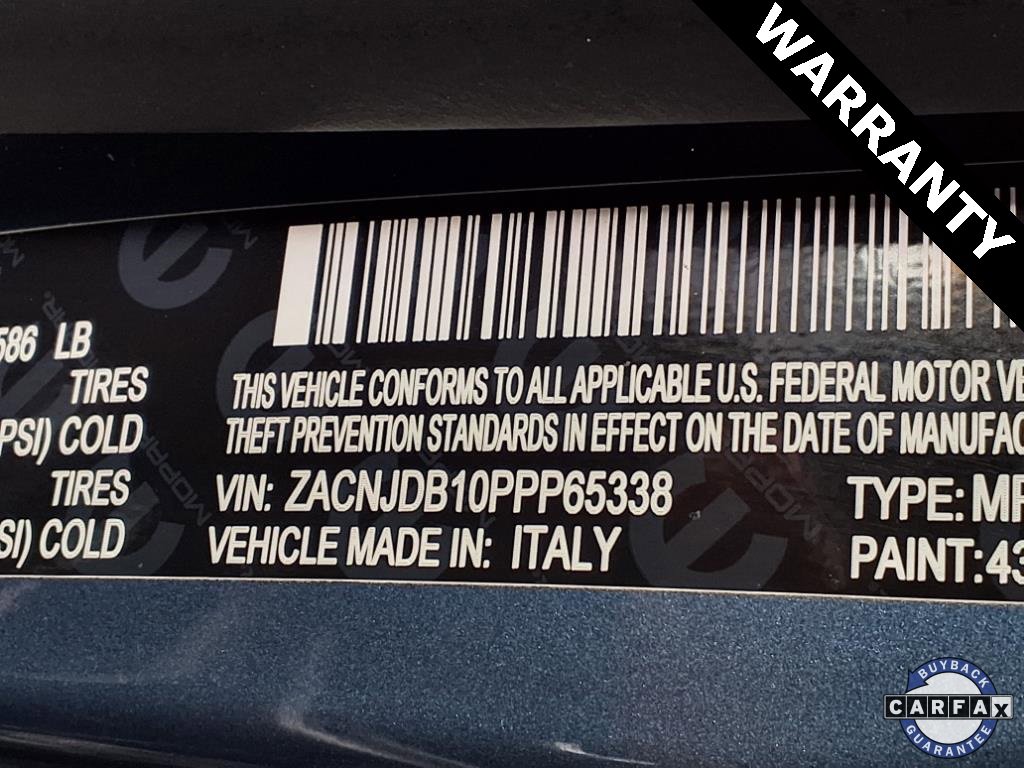 WARRANTY
586 LB
TIRES
PSI) COLD
TIRES
SI) COLD
THIS VEHICLE CONFORMS TO ALL APPLICABLE U.S. FEDERAL MOTOR VE
THEFT PREVENTION STANDARDS IN EFFECT ON THE DATE OF MANUFAC
VIN: ZACNJDB10PPP65338
TYPE: MP
VEHICLE MADE IN: ITALY
PAINT:43
MOPAR
MOPAR
BUYBACK
CARFAX
GUARANTEE